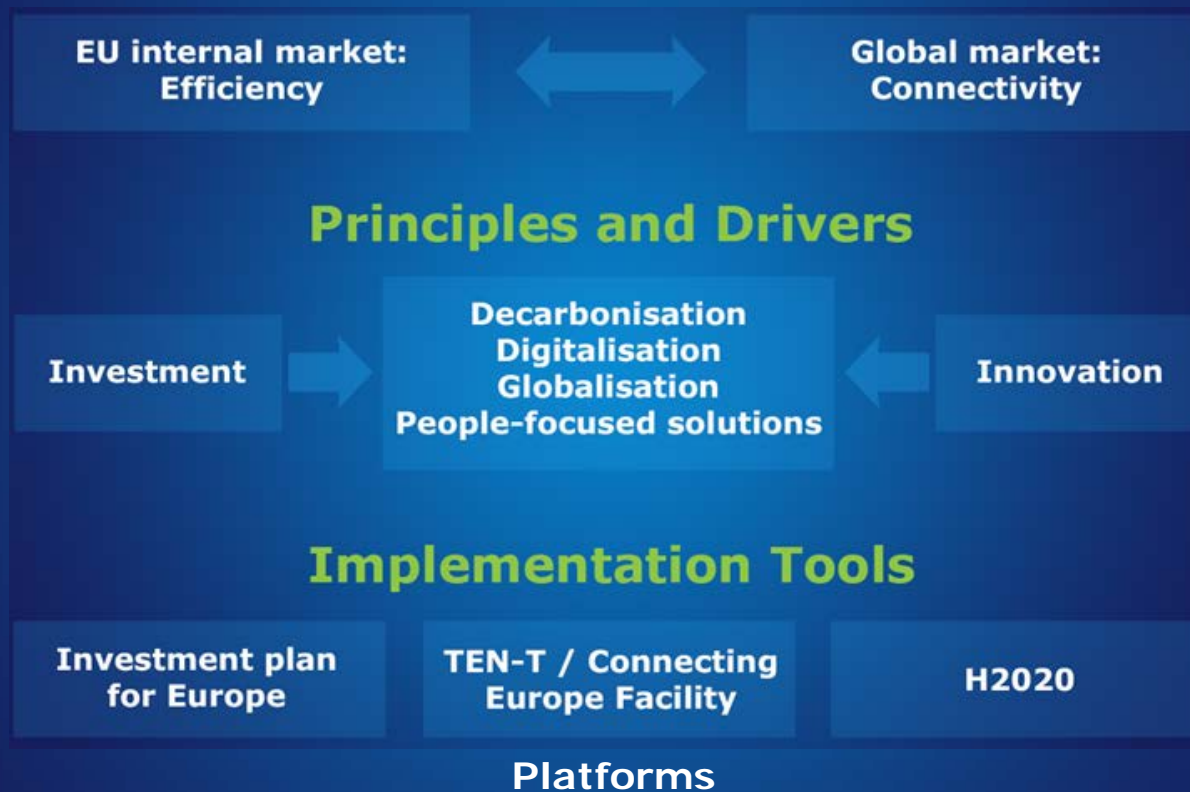 EU internal market:
Efficiency
Global market:
Connectivity
Principles and Drivers
Investment
Decarbonisation
Digitalisation
Globalisation
People-focused solutions
Innovation
Implementation Tools
Investment plan
for Europe
TEN-T / Connecting
Europe Facility
H2020
Platforms